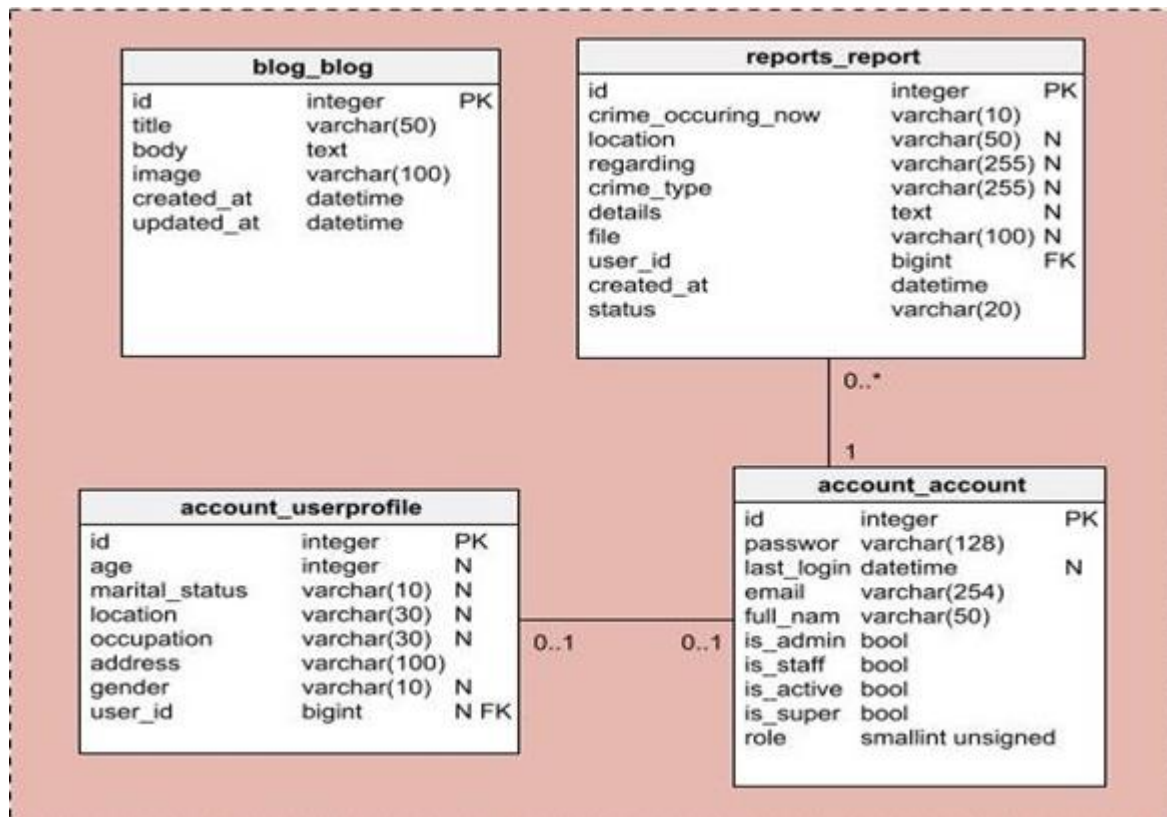 blog_blog
id integer PK
title varchar(50)
body text
image varchar(100)
created_at datetime
updated_at datetime
reports_report
id integer PK
crime_occuring_now varchar(10)
location varchar(50) N
regarding varchar(255) N
crime_type varchar(255) N
details text N
file varchar(100) N
user_id bigint FK
created_at datetime
status varchar(20)
0..*
1
account_userprofile
id integer PK
age integer N
marital_status varchar(10) N
location varchar(30) N
occupation varchar(30) N
address varchar(100)
gender varchar(10) N
user_id bigint N FK
0..1
0..1
account_account
id integer PK
passwor varchar(128)
last_login datetime N
email varchar(254)
full_nam varchar(50)
is_admin bool
is_staff bool
is_active bool
is_super bool
role smallint unsigned